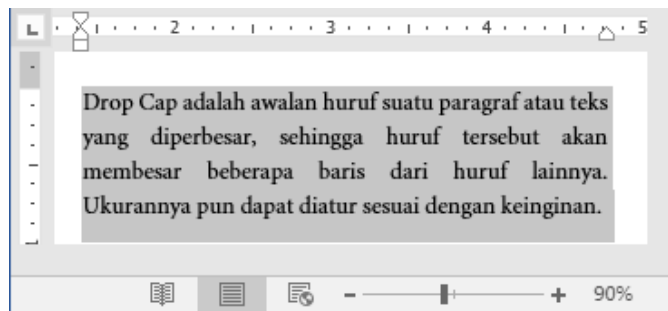 L 2 3 4 5
Drop Cap adalah awalan huruf suatu paragraf atau teks
yang diperbesar, sehingga huruf tersebut akan
membesar beberapa baris dari huruf lainnya.
Ukurannya pun dapat diatur sesuai dengan keinginan.
90%